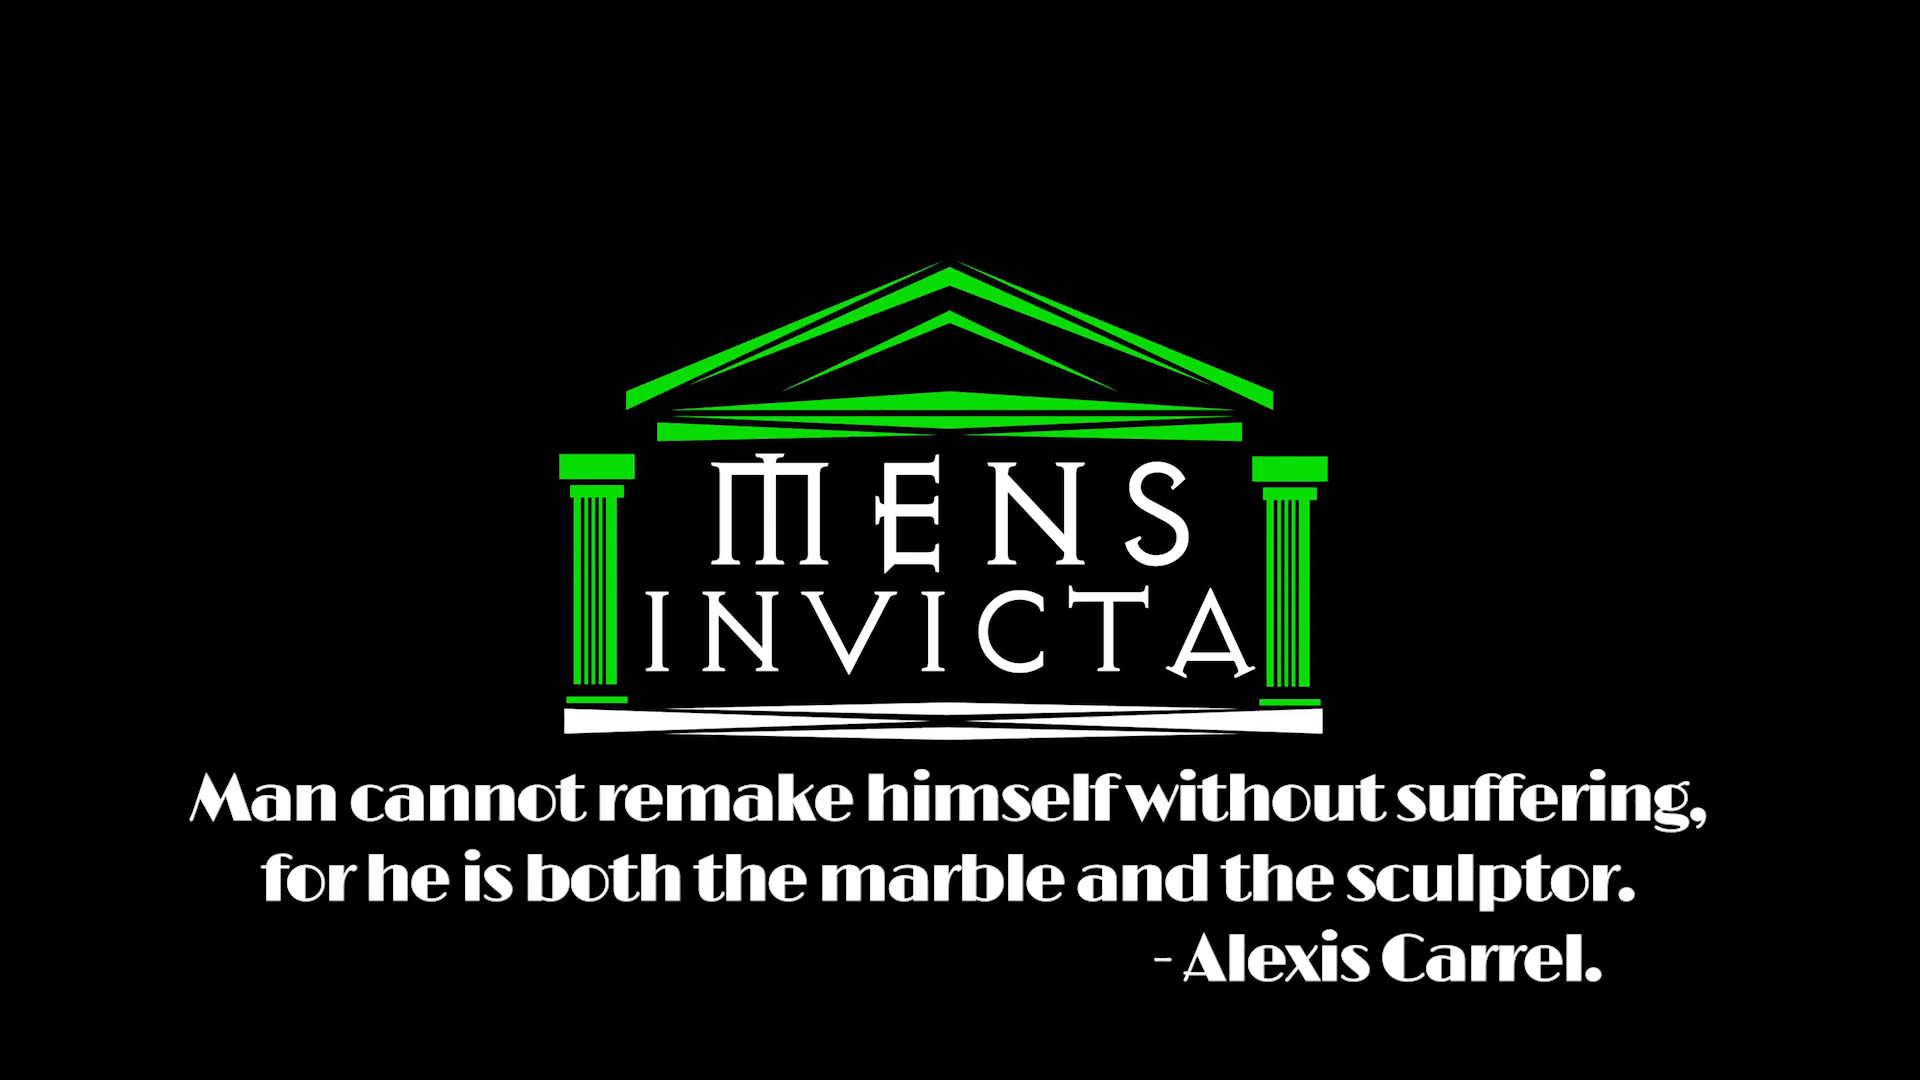 MENS
INVICTA
Man cannot remake himself without suffering,
for he is both the marble and the sculptor.
- Alexis Carrel.